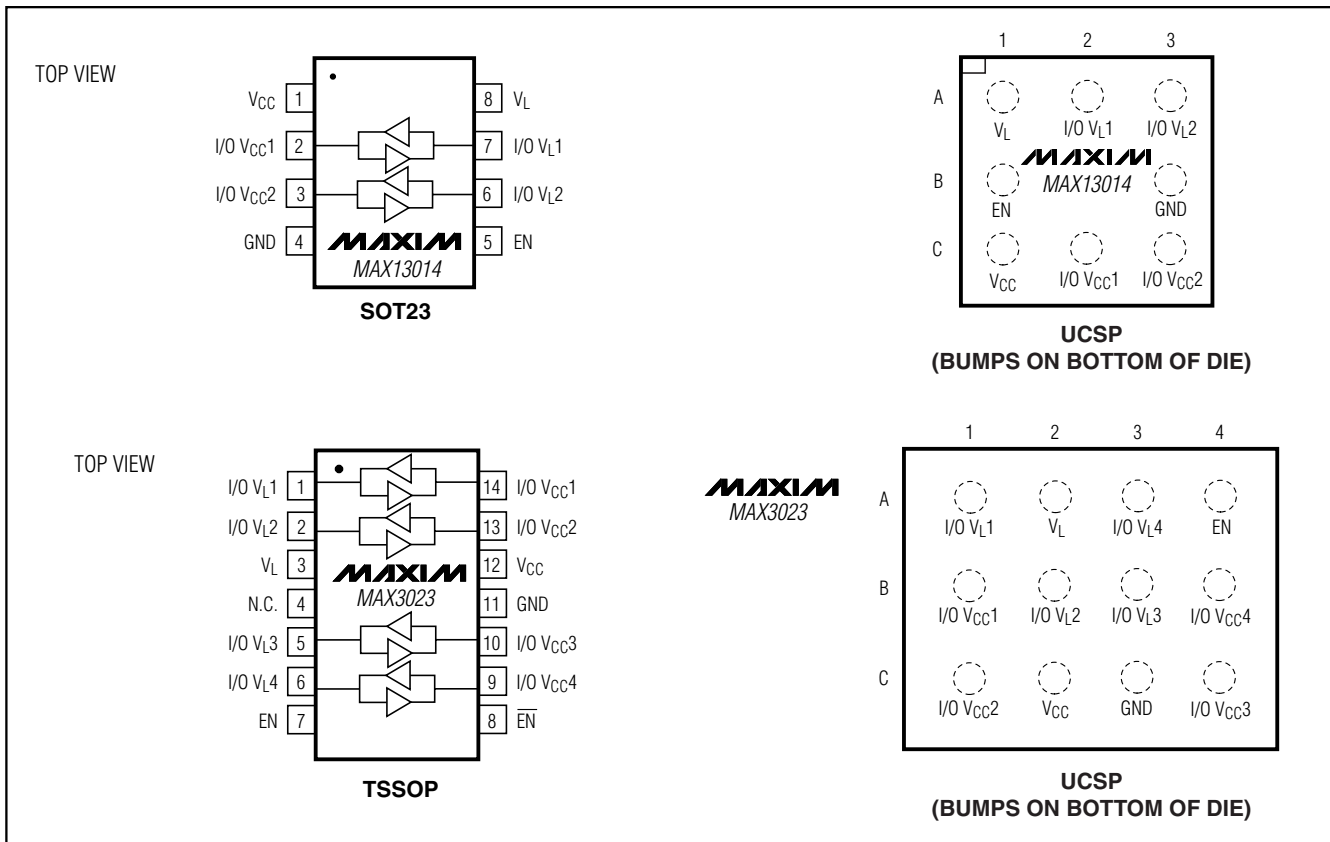 TOP VIEW
VCC 1
I/O VCC1 2
I/O VCC2 3
GND 4
8 VL
7 I/O VL1
6 I/O VL2
5 EN
MAXIM
MAX13014
SOT23
1 2 3
A
VL I/O VL1 I/O VL2
MAXIM
MAX13014
B
EN GND
C
VCC I/O VCC1 I/O VCC2
UCSP
(BUMPS ON BOTTOM OF DIE)
TOP VIEW
I/O VL1 1
I/O VL2 2
VL 3
N.C. 4
I/O VL3 5
I/O VL4 6
EN 7
14 I/O VCC1
13 I/O VCC2
12 VCC
11 GND
10 I/O VCC3
9 I/O VCC4
8 E̅N̅
MAXIM
MAX3023
TSSOP
MAXIM
MAX3023
1 2 3 4
A
I/O VL1 VL I/O VL4 EN
B
I/O VCC1 I/O VL2 I/O VL3 I/O VCC4
C
I/O VCC2 VCC GND I/O VCC3
UCSP
(BUMPS ON BOTTOM OF DIE)